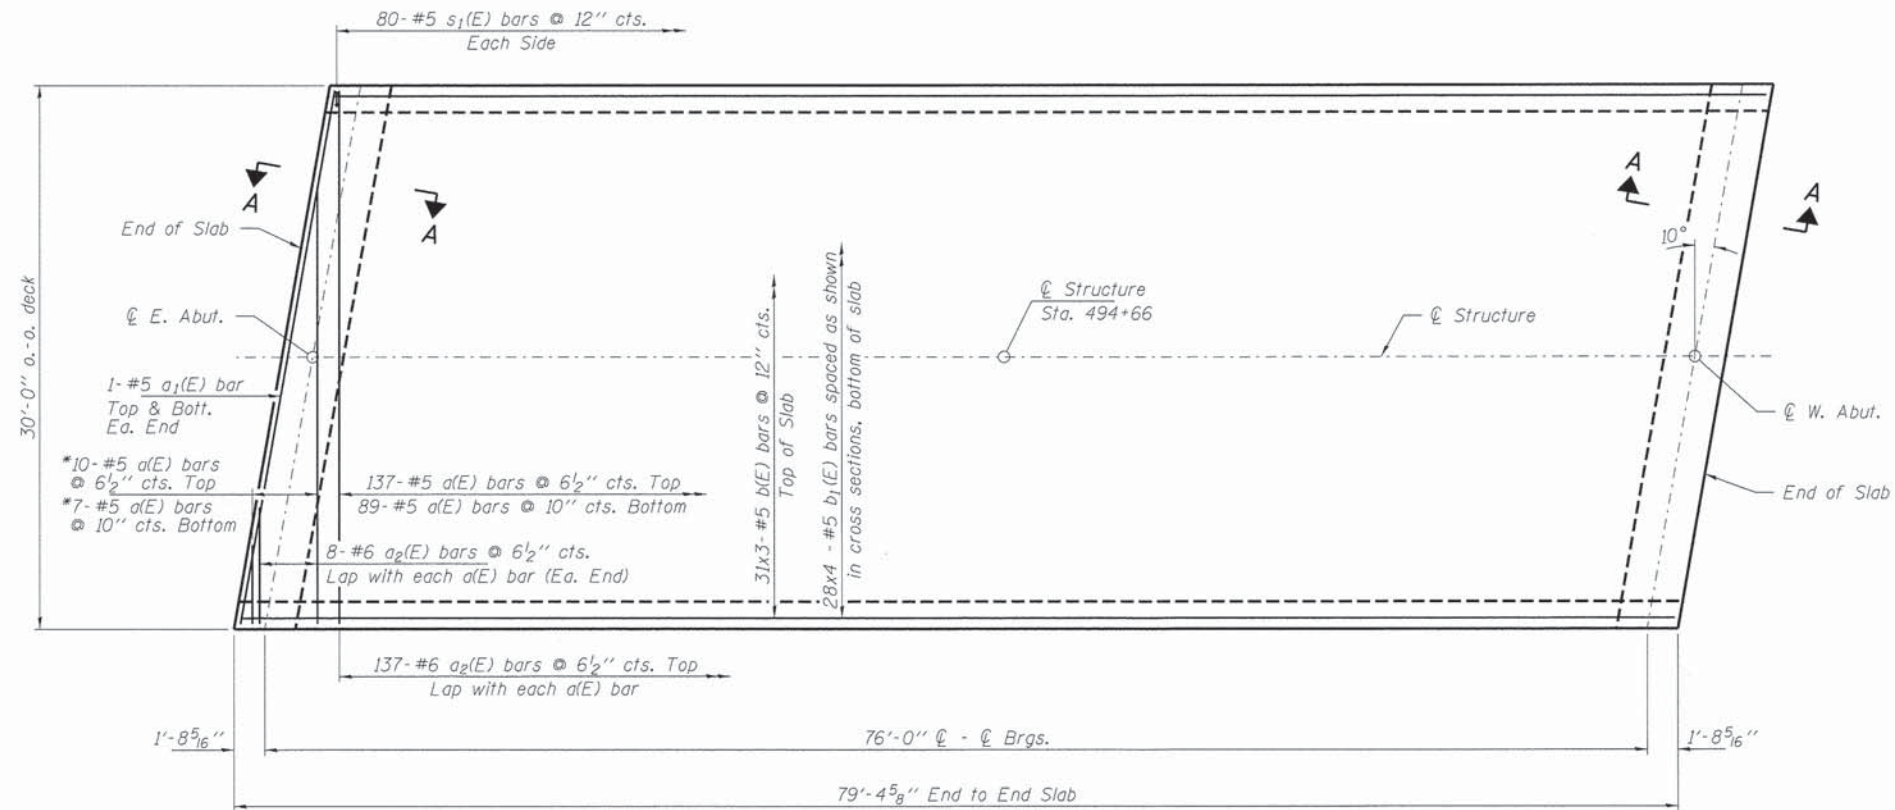 80-#5 s₁(E) bars @ 12" cts.
Each Side
A
A
A
A
End of Slab
10°
30'-0" o.-o. deck
℄ E. Abut.
℄ Structure
Sta. 494+66
℄ Structure
1-#5 a₁(E) bar
Top & Bott.
Ea. End
31x3-#5 b(E) bars @ 12" cts.
Top of Slab
28x4 -#5 b₁(E) bars spaced as shown
in cross sections, bottom of slab
℄ W. Abut.
*10-#5 a(E) bars
@ 6½" cts. Top
*7-#5 a(E) bars
@ 10" cts. Bottom
137-#5 a(E) bars @ 6½" cts. Top
89-#5 a(E) bars @ 10" cts. Bottom
End of Slab
8-#6 a₂(E) bars @ 6½" cts.
Lap with each a(E) bar (Ea. End)
137-#6 a₂(E) bars @ 6½" cts. Top
Lap with each a(E) bar
1'-8 5/16"
76'-0" ℄ - ℄ Brgs.
1'-8 5/16"
79'-4 5/8" End to End Slab